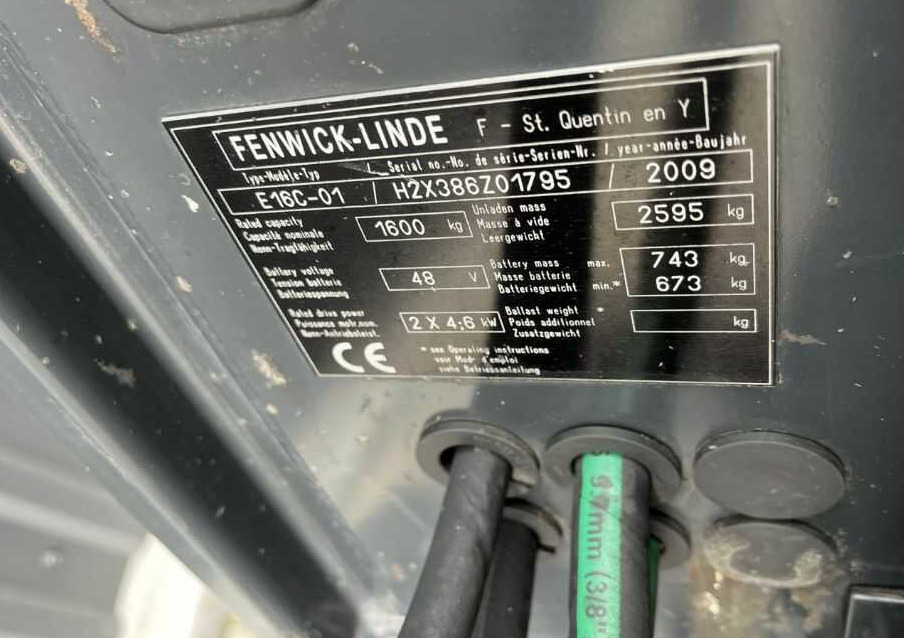 FENWICK-LINDE F - St. Quentin en Y
Type-Modèle-Typ / Serial no.-No. de série-Serien-Nr. / year-année-Baujahr
E16C-01 / H2X386Z01795 / 2009
Rated capacity
Capacité nominale
Nenn-Tragfähigkeit
1600 kg
Unladen mass
Masse à vide
Leergewicht
2595 kg
Battery voltage
Tension batterie
Batteriespannung
48 V
Battery mass max.
Masse batterie
Batteriegewicht min.*
743 kg
673 kg
Rated drive power
Puissance motr.nom.
Nenn-Antriebsleist.
2 X 4.6 kW
Ballast weight *
Poids additionnel
Zusatzgewicht
kg
CE
* see Operating instructions
voir Mod. d'emploi
siehe Betriebsanleitung
mm (3/8"